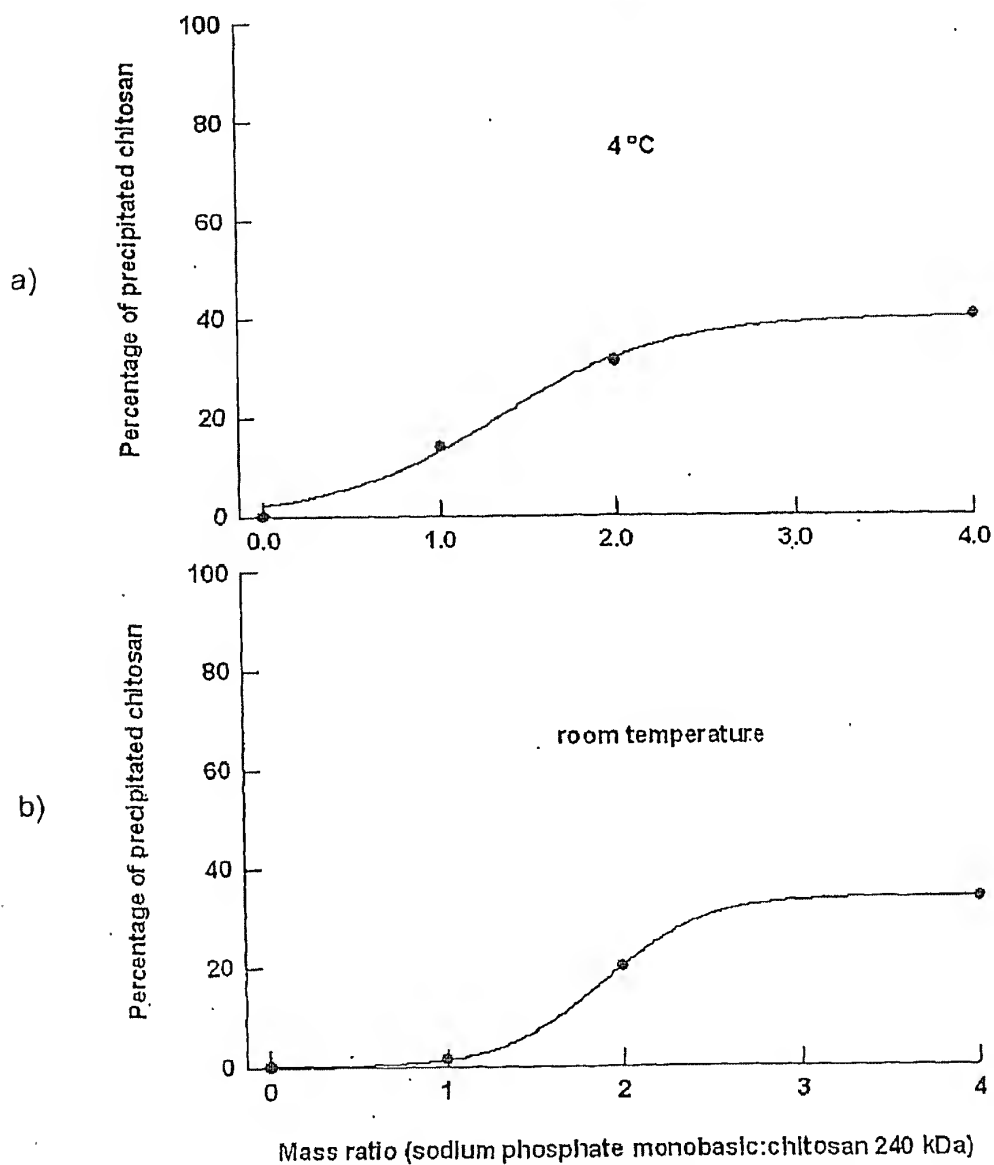 a)
Percentage of precipitated chitosan
100
80
60
40
20
0
4 °C
0.0 1.0 2.0 3.0 4.0
b)
Percentage of precipitated chitosan
100
80
60
40
20
0
room temperature
0 1 2 3 4
Mass ratio (sodium phosphate monobasic:chitosan 240 kDa)